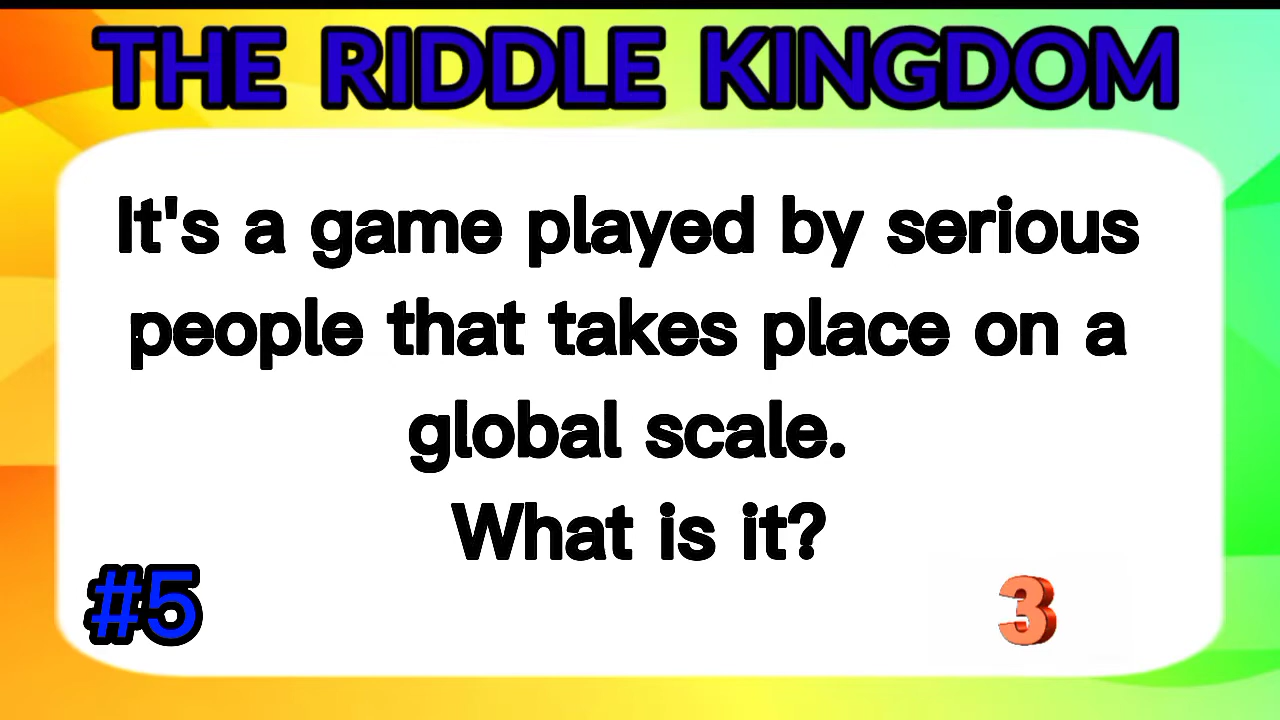 THE RIDDLE KINGDOM
It's a game played by serious
people that takes place on a
global scale.
What is it?
#5
3